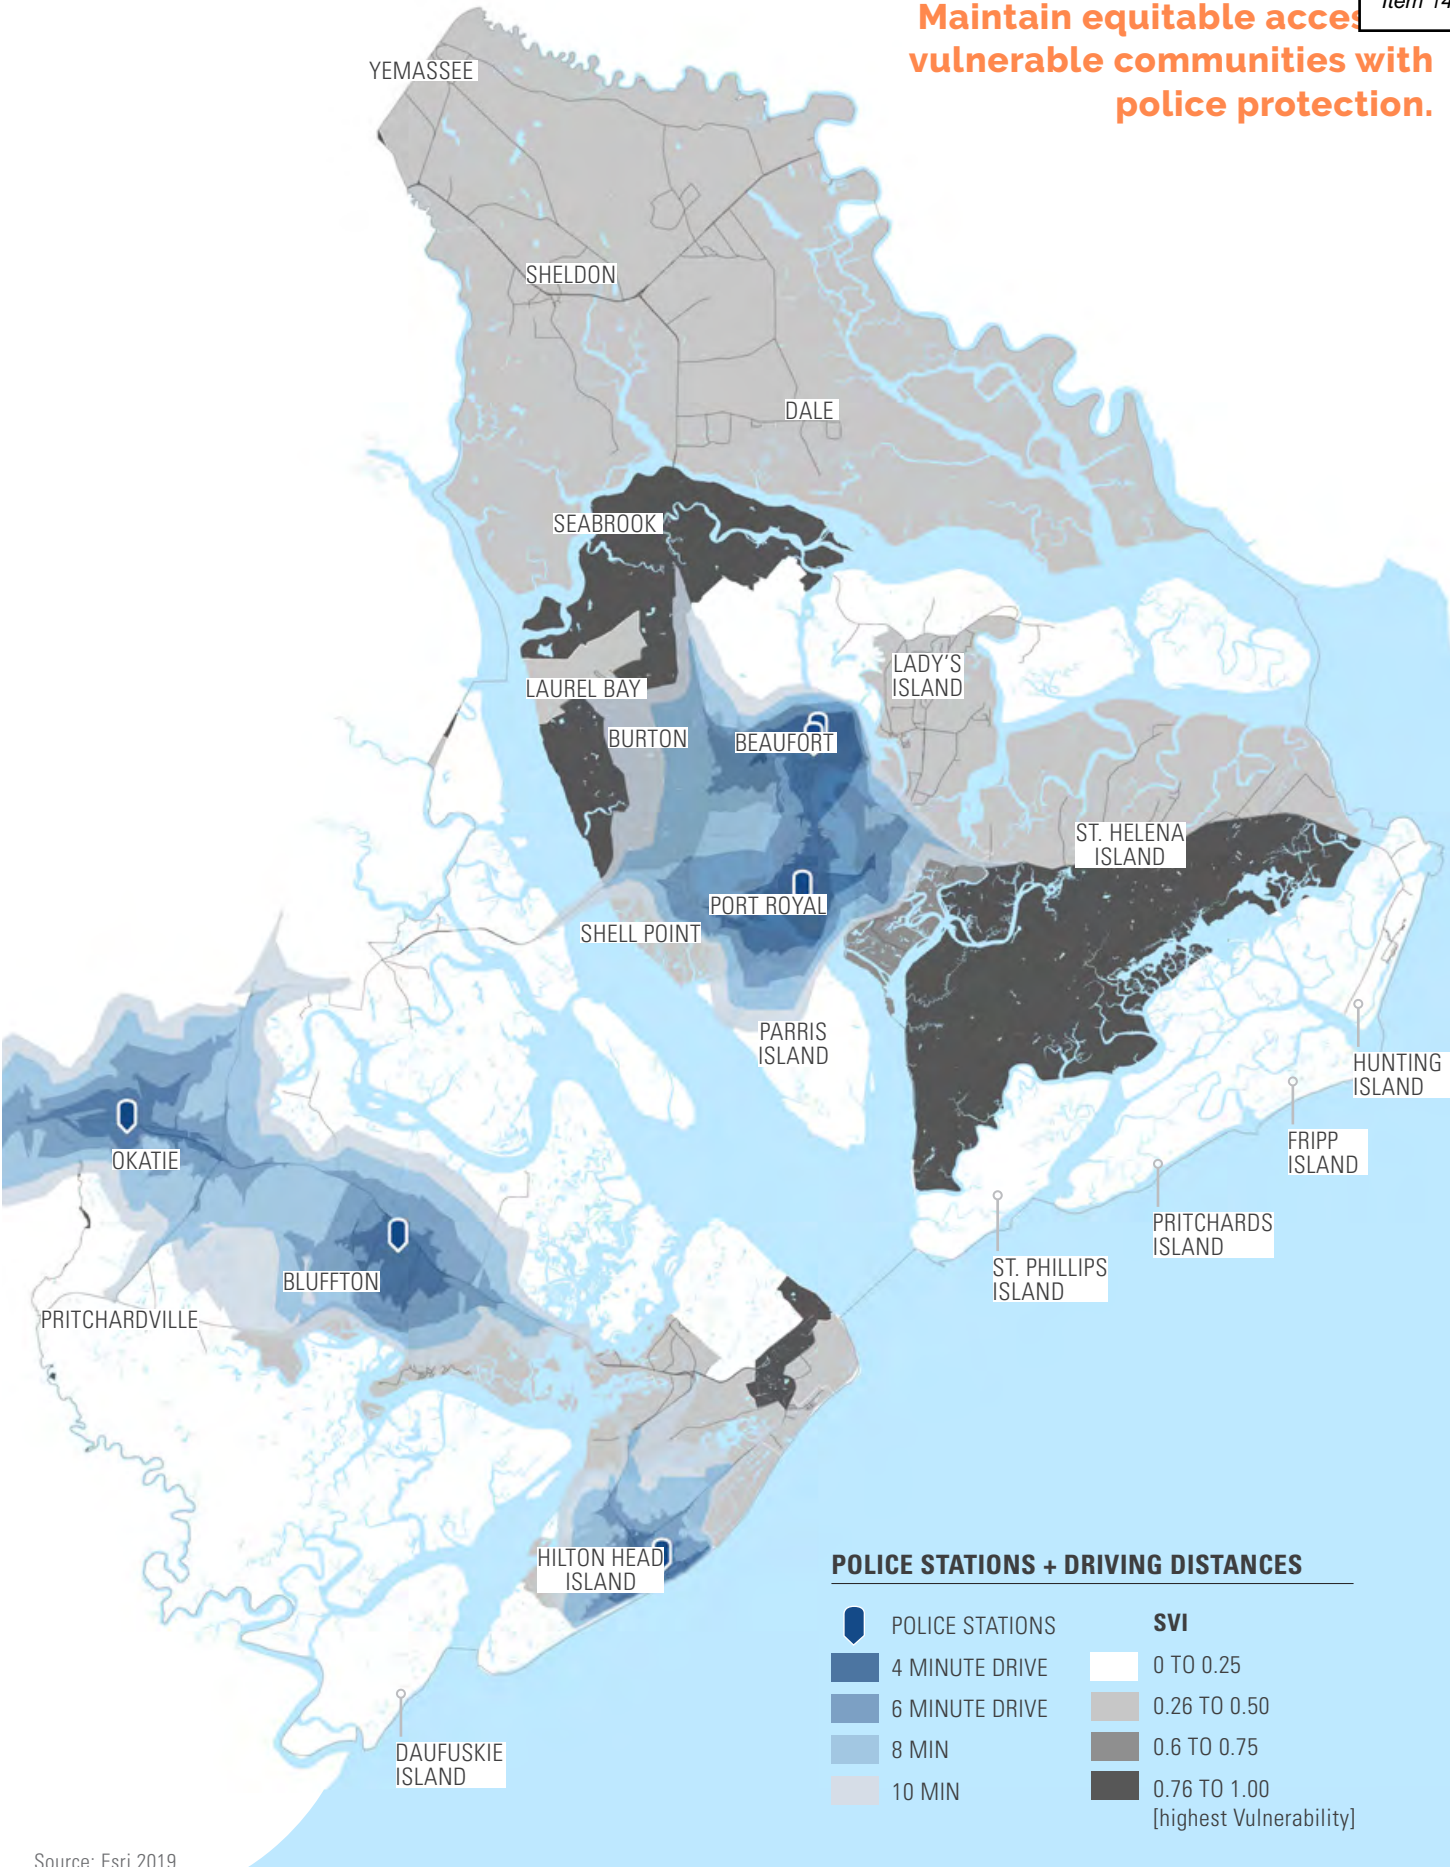 Item 14
Maintain equitable acces
vulnerable communities with
police protection.
YEMASSEE
SHELDON
DALE
SEABROOK
LADY'S
ISLAND
LAUREL BAY
BURTON
BEAUFORT
ST. HELENA
ISLAND
PORT ROYAL
SHELL POINT
PARRIS
ISLAND
HUNTING
ISLAND
FRIPP
ISLAND
OKATIE
PRITCHARDS
ISLAND
ST. PHILLIPS
ISLAND
BLUFFTON
PRITCHARDVILLE
HILTON HEAD
ISLAND
DAUFUSKIE
ISLAND
POLICE STATIONS + DRIVING DISTANCES
POLICE STATIONS
4 MINUTE DRIVE
6 MINUTE DRIVE
8 MIN
10 MIN
SVI
0 TO 0.25
0.26 TO 0.50
0.6 TO 0.75
0.76 TO 1.00
[highest Vulnerability]
Source: Esri 2019